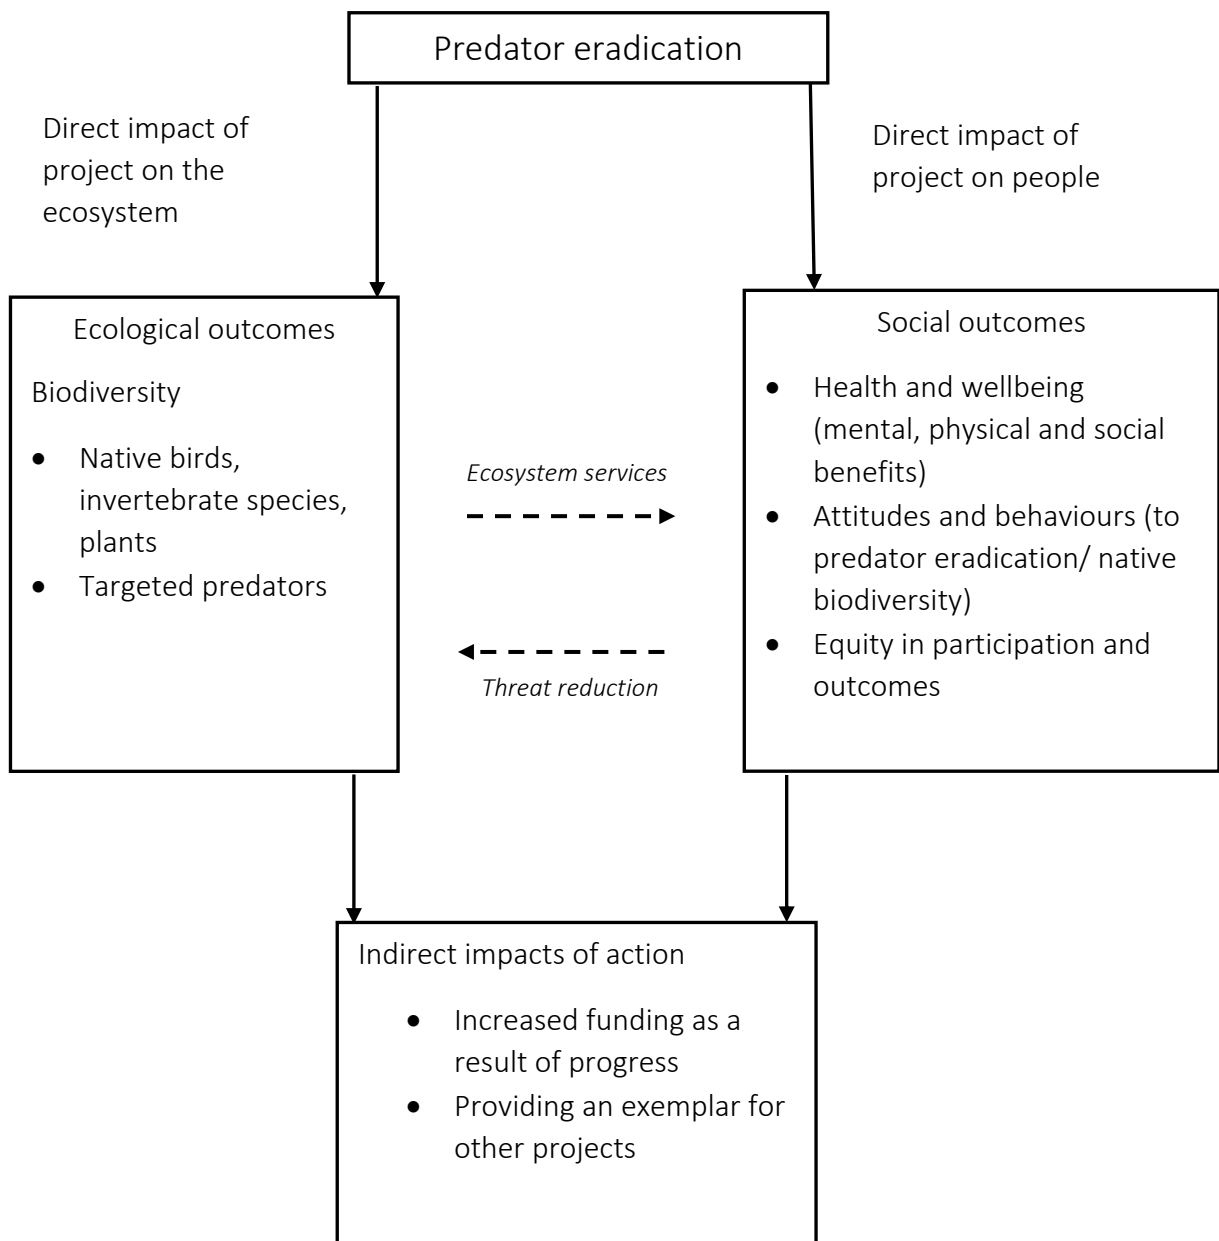 Predator eradication
Direct impact of
project on the
ecosystem
Direct impact of
project on people
Ecological outcomes
Biodiversity
• Native birds,
invertebrate species,
plants
• Targeted predators
Ecosystem services
Threat reduction
Social outcomes
• Health and wellbeing
(mental, physical and social
benefits)
• Attitudes and behaviours (to
predator eradication/ native
biodiversity)
• Equity in participation and
outcomes
Indirect impacts of action
• Increased funding as a
result of progress
• Providing an exemplar for
other projects